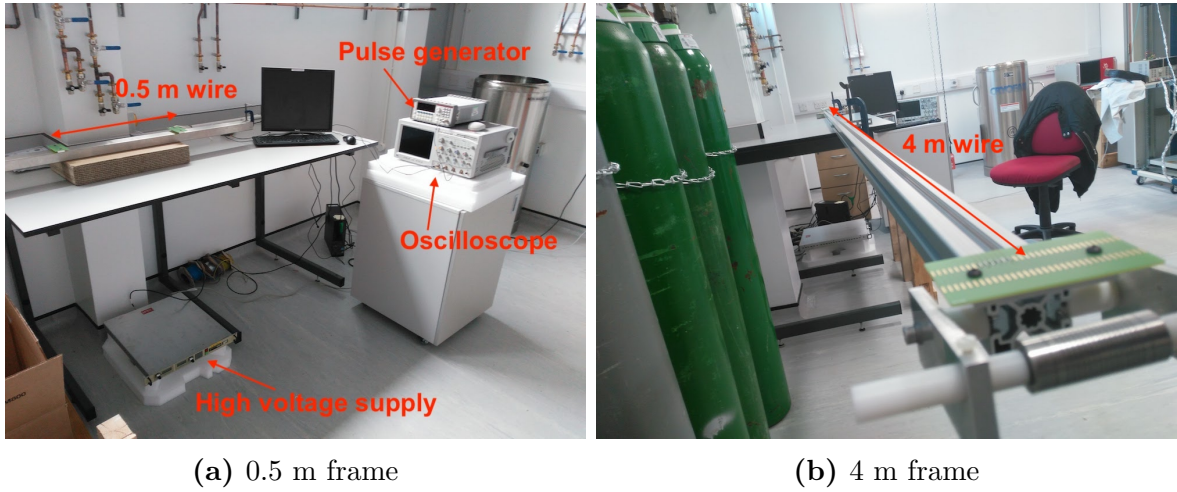 Pulse generator
0.5 m wire
Oscilloscope
High voltage supply
4 m wire
(a) 0.5 m frame
(b) 4 m frame